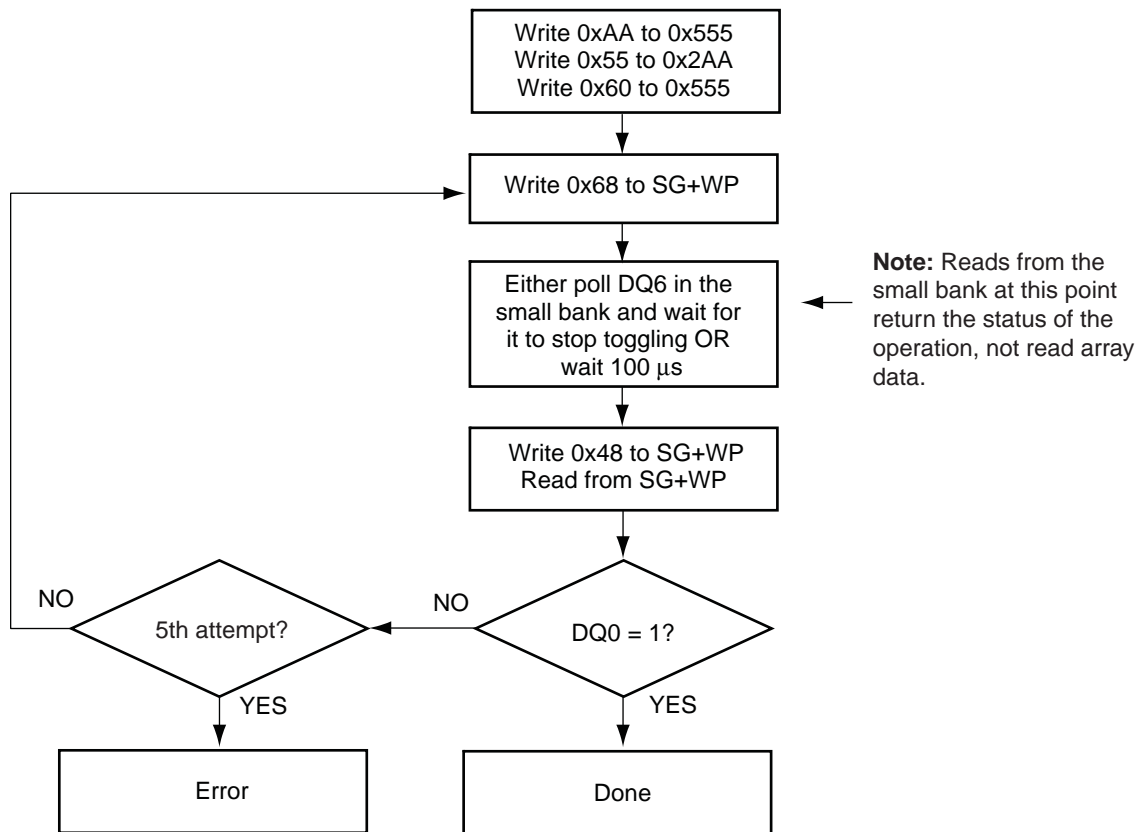 Write 0xAA to 0x555
Write 0x55 to 0x2AA
Write 0x60 to 0x555
Write 0x68 to SG+WP
Either poll DQ6 in the
small bank and wait for
it to stop toggling OR
wait 100 μs
Note: Reads from the
small bank at this point
return the status of the
operation, not read array
data.
Write 0x48 to SG+WP
Read from SG+WP
NO
5th attempt?
NO
DQ0 = 1?
YES
YES
Error
Done